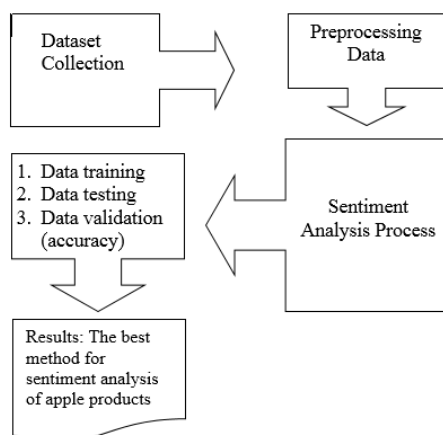 Dataset
Collection
Preprocessing
Data
Sentiment
Analysis Process
1. Data training
2. Data testing
3. Data validation
(accuracy)
Results: The best
method for
sentiment analysis
of apple products